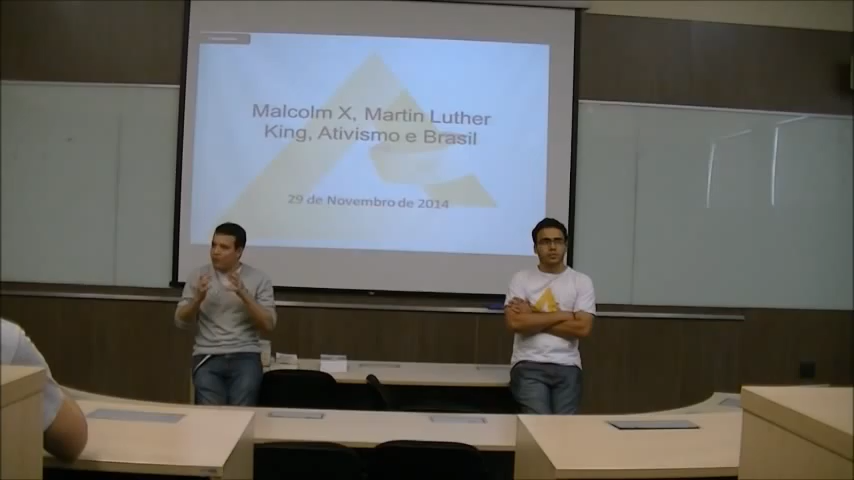 Malcolm X, Martin Luther
King, Ativismo e Brasil
29 de Novembro de 2014